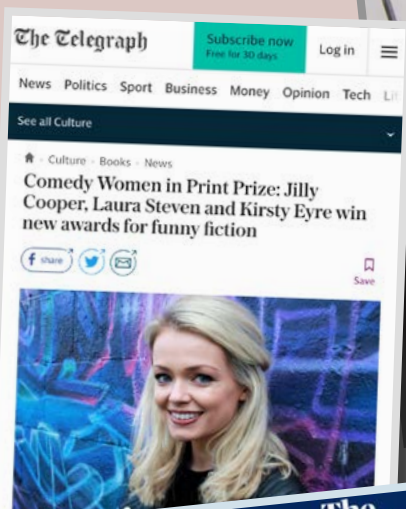 The Telegraph
Subscribe now
Free for 30 days
Log in
News Politics Sport Business Money Opinion Tech
See all Culture
Culture Books News
Comedy Women in Print Prize: Jilly
Cooper, Laura Steven and Kirsty Eyre win
new awards for funny fiction
f share
Save
The